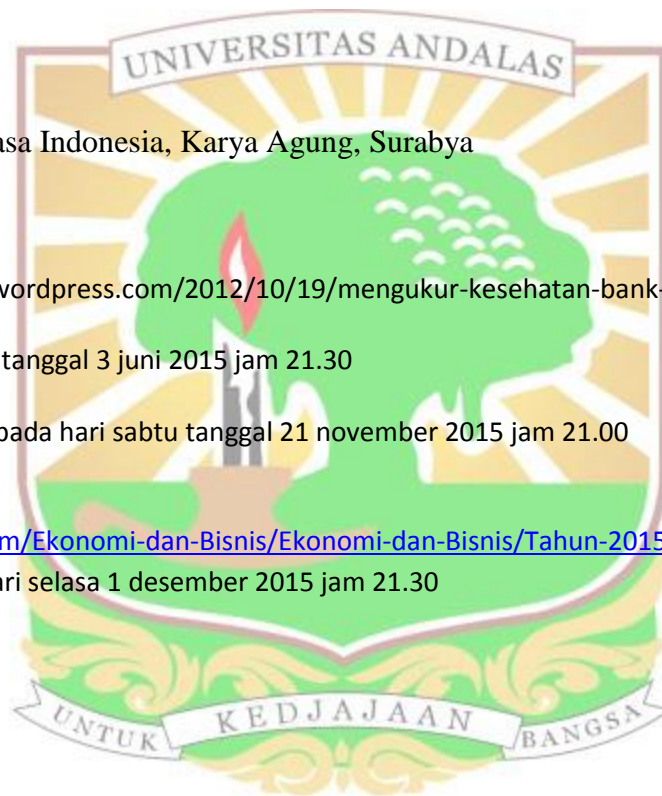 UNIVERSITAS ANDALAS
asa Indonesia, Karya Agung, Surabya
wordpress.com/2012/10/19/mengukur-kesehatan-bank-
tanggal 3 juni 2015 jam 21.30
pada hari sabtu tanggal 21 november 2015 jam 21.00
m/Ekonomi-dan-Bisnis/Ekonomi-dan-Bisnis/Tahun-2015
ari selasa 1 desember 2015 jam 21.30
UNTUK KEDJAJAAN BANGSA